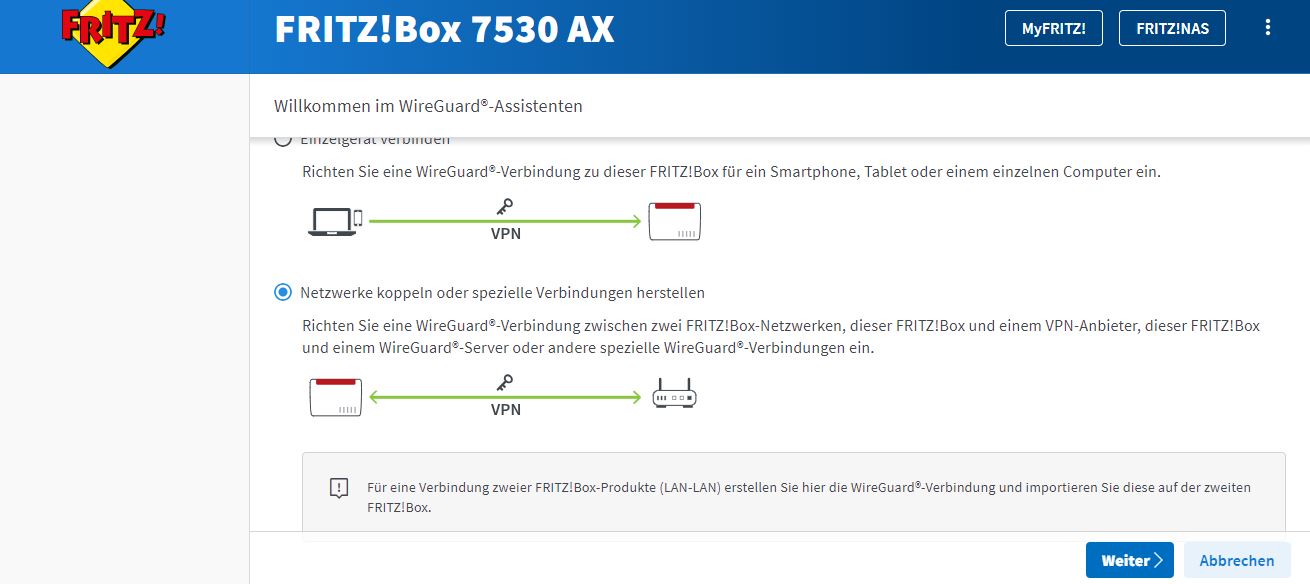 FRITZ!
FRITZ!Box 7530 AX
MyFRITZ!
FRITZ!NAS
Willkommen im WireGuard®-Assistenten
Einzelgerät verbinden
Richten Sie eine WireGuard®-Verbindung zu dieser FRITZ!Box für ein Smartphone, Tablet oder einem einzelnen Computer ein.
VPN
Netzwerke koppeln oder spezielle Verbindungen herstellen
Richten Sie eine WireGuard®-Verbindung zwischen zwei FRITZ!Box-Netzwerken, dieser FRITZ!Box und einem VPN-Anbieter, dieser FRITZ!Box
und einem WireGuard®-Server oder andere spezielle WireGuard®-Verbindungen ein.
VPN
Für eine Verbindung zweier FRITZ!Box-Produkte (LAN-LAN) erstellen Sie hier die WireGuard®-Verbindung und importieren Sie diese auf der zweiten
FRITZ!Box.
Weiter
Abbrechen